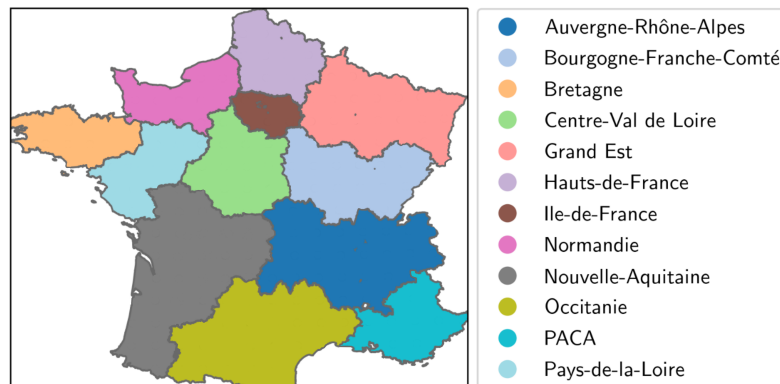 Auvergne-Rhône-Alpes
Bourgogne-Franche-Comté
Bretagne
Centre-Val de Loire
Grand Est
Hauts-de-France
Ile-de-France
Normandie
Nouvelle-Aquitaine
Occitanie
PACA
Pays-de-la-Loire